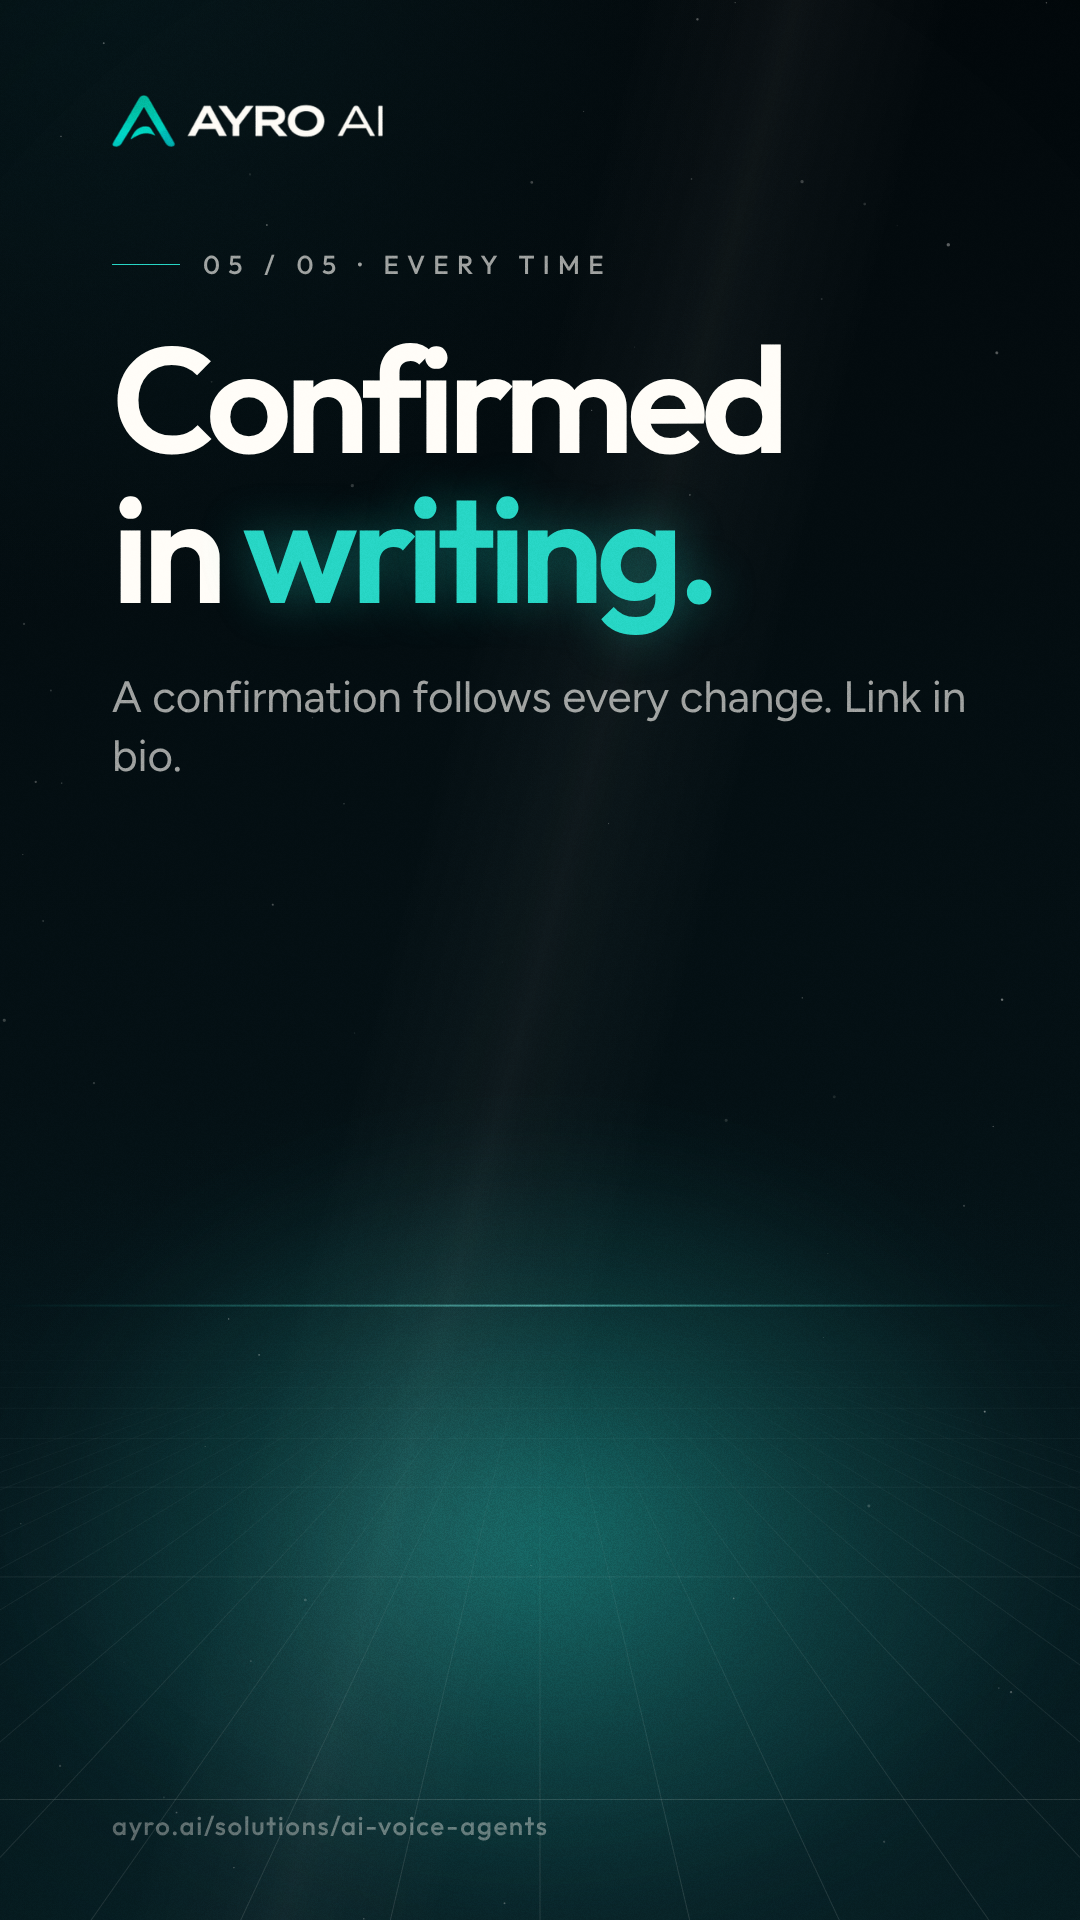 AYRO AI
05 / 05 · EVERY TIME
Confirmed
in writing.
A confirmation follows every change. Link in
bio.
ayro.ai/solutions/ai-voice-agents